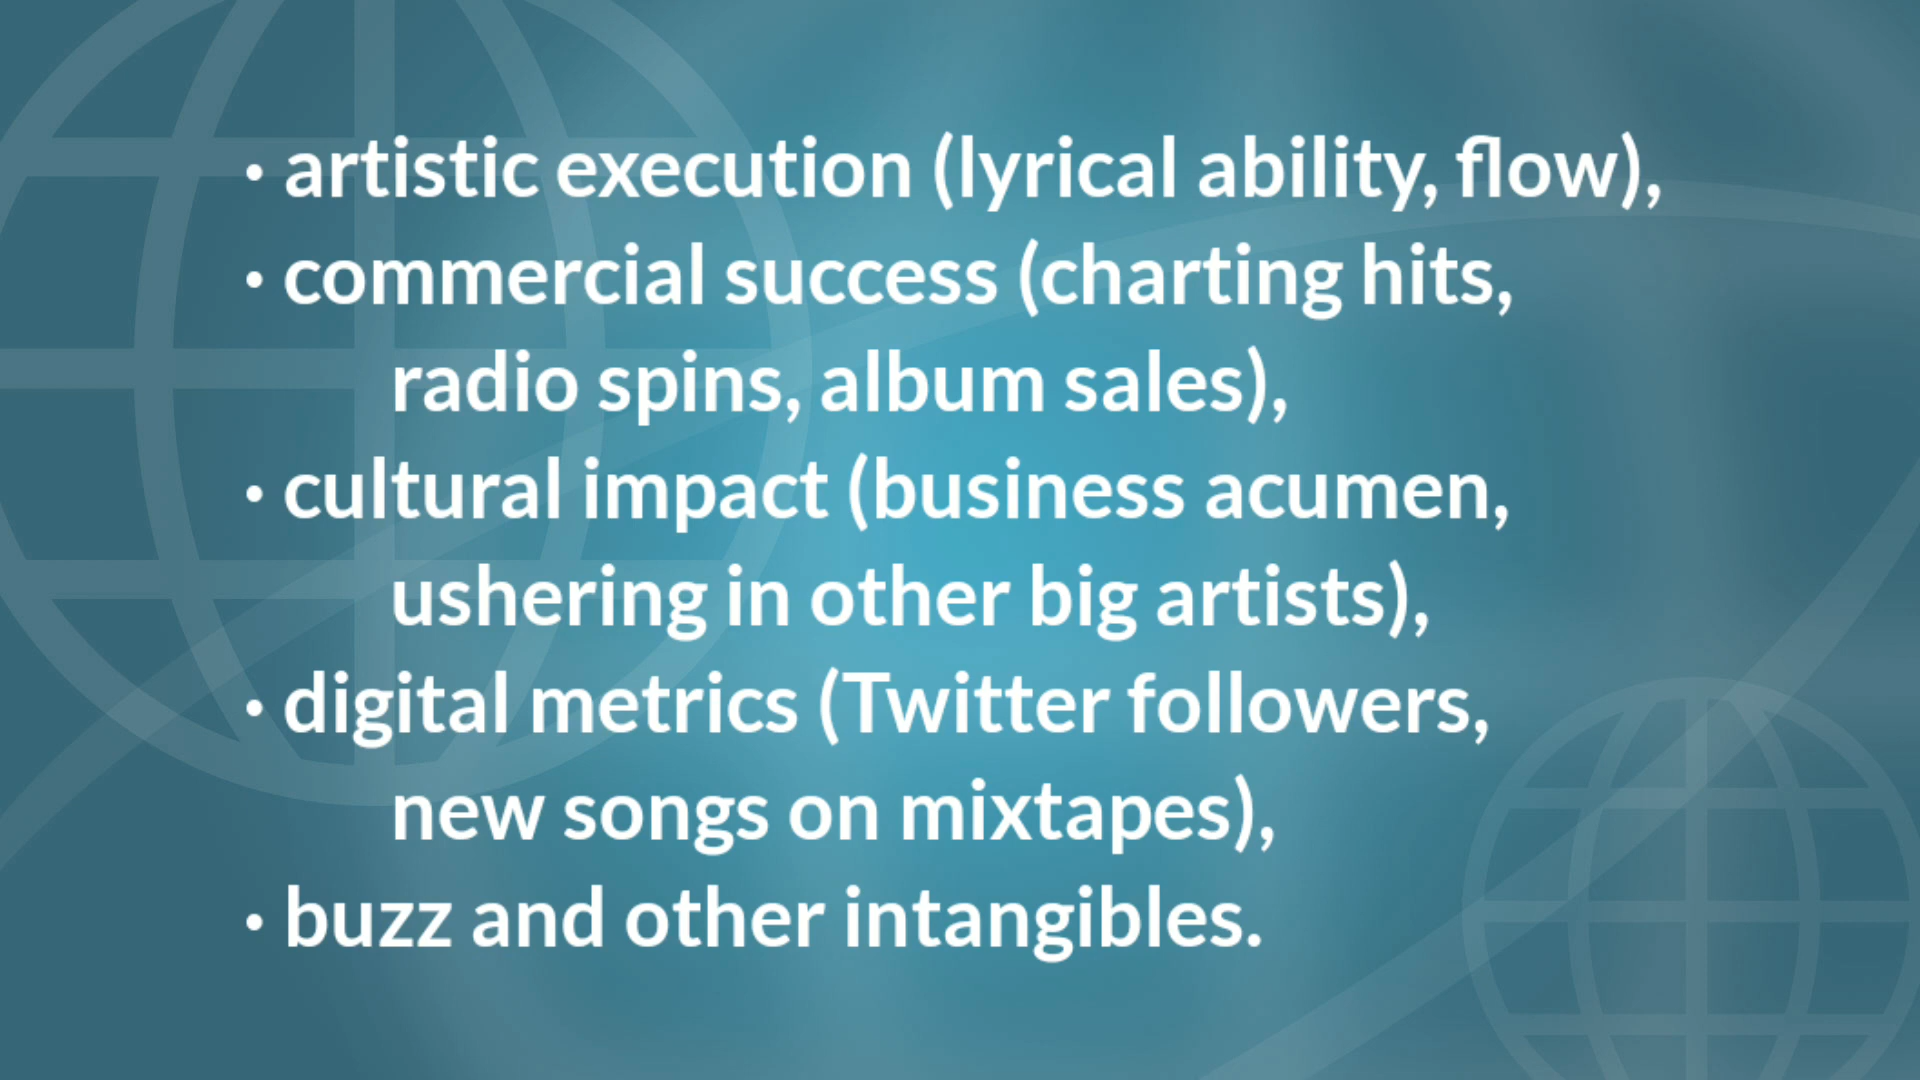 · artistic execution (lyrical ability, flow),
· commercial success (charting hits,
radio spins, album sales),
· cultural impact (business acumen,
ushering in other big artists),
· digital metrics (Twitter followers,
new songs on mixtapes),
· buzz and other intangibles.